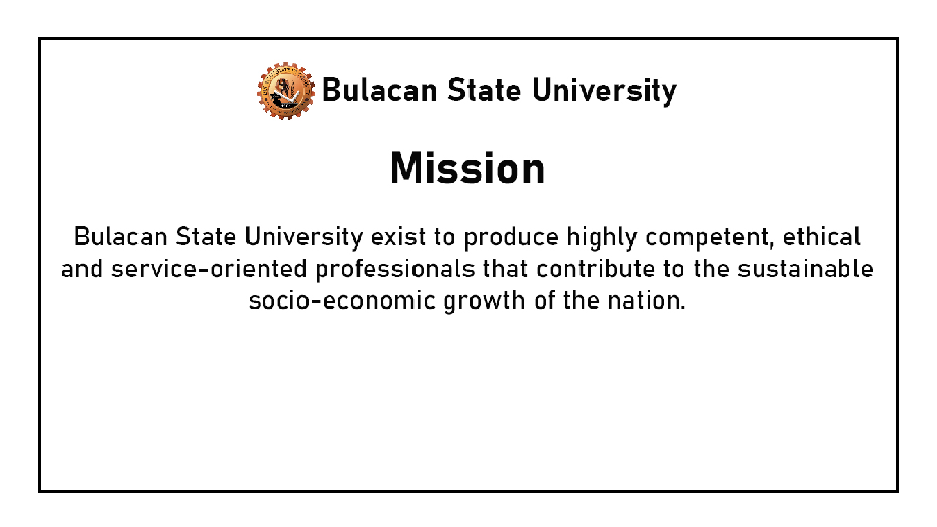 Bulacan State University
Mission
Bulacan State University exist to produce highly competent, ethical
and service-oriented professionals that contribute to the sustainable
socio-economic growth of the nation.